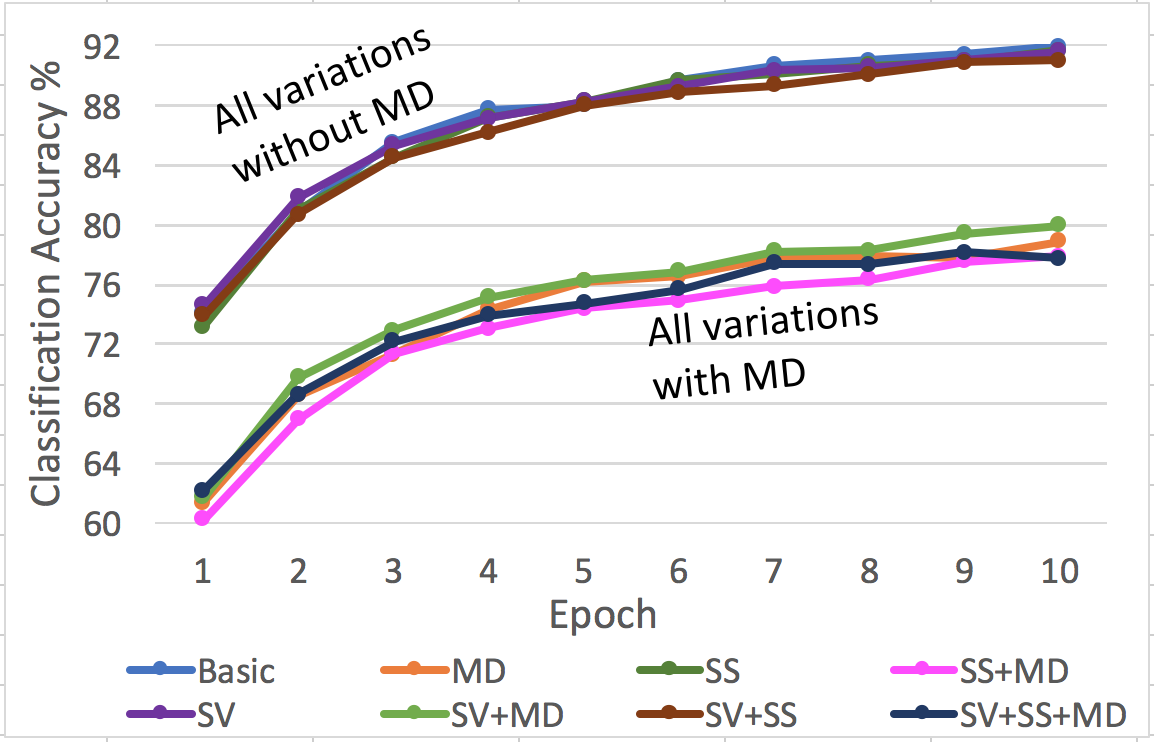 92
88
84
80
76
72
68
64
60
Classification Accuracy %
All variations
without MD
All variations
with MD
1 2 3 4 5 6 7 8 9 10
Epoch
Basic MD SS SS+MD
SV SV+MD SV+SS SV+SS+MD